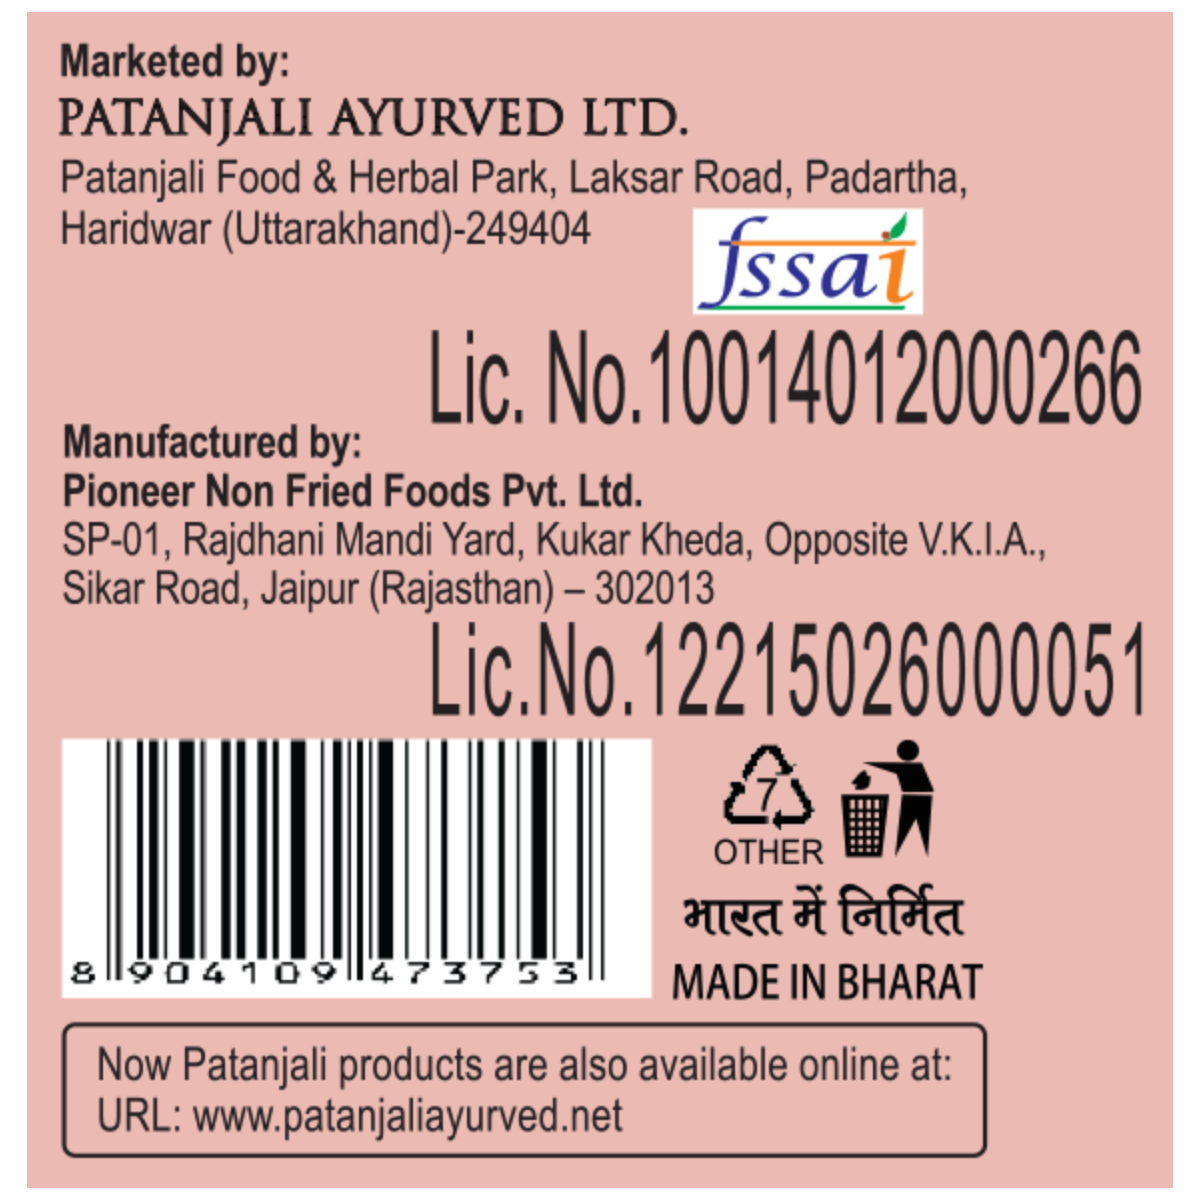 Marketed by:
PATANJALI AYURVED LTD.
Patanjali Food & Herbal Park, Laksar Road, Padartha,
Haridwar (Uttarakhand)-249404
fssai
Lic. No.10014012000266
Manufactured by:
Pioneer Non Fried Foods Pvt. Ltd.
SP-01, Rajdhani Mandi Yard, Kukar Kheda, Opposite V.K.I.A.,
Sikar Road, Jaipur (Rajasthan) – 302013
Lic.No.12215026000051
7
OTHER
8 904109 473753
भारत में निर्मित
MADE IN BHARAT
Now Patanjali products are also available online at:
URL: www.patanjaliayurved.net